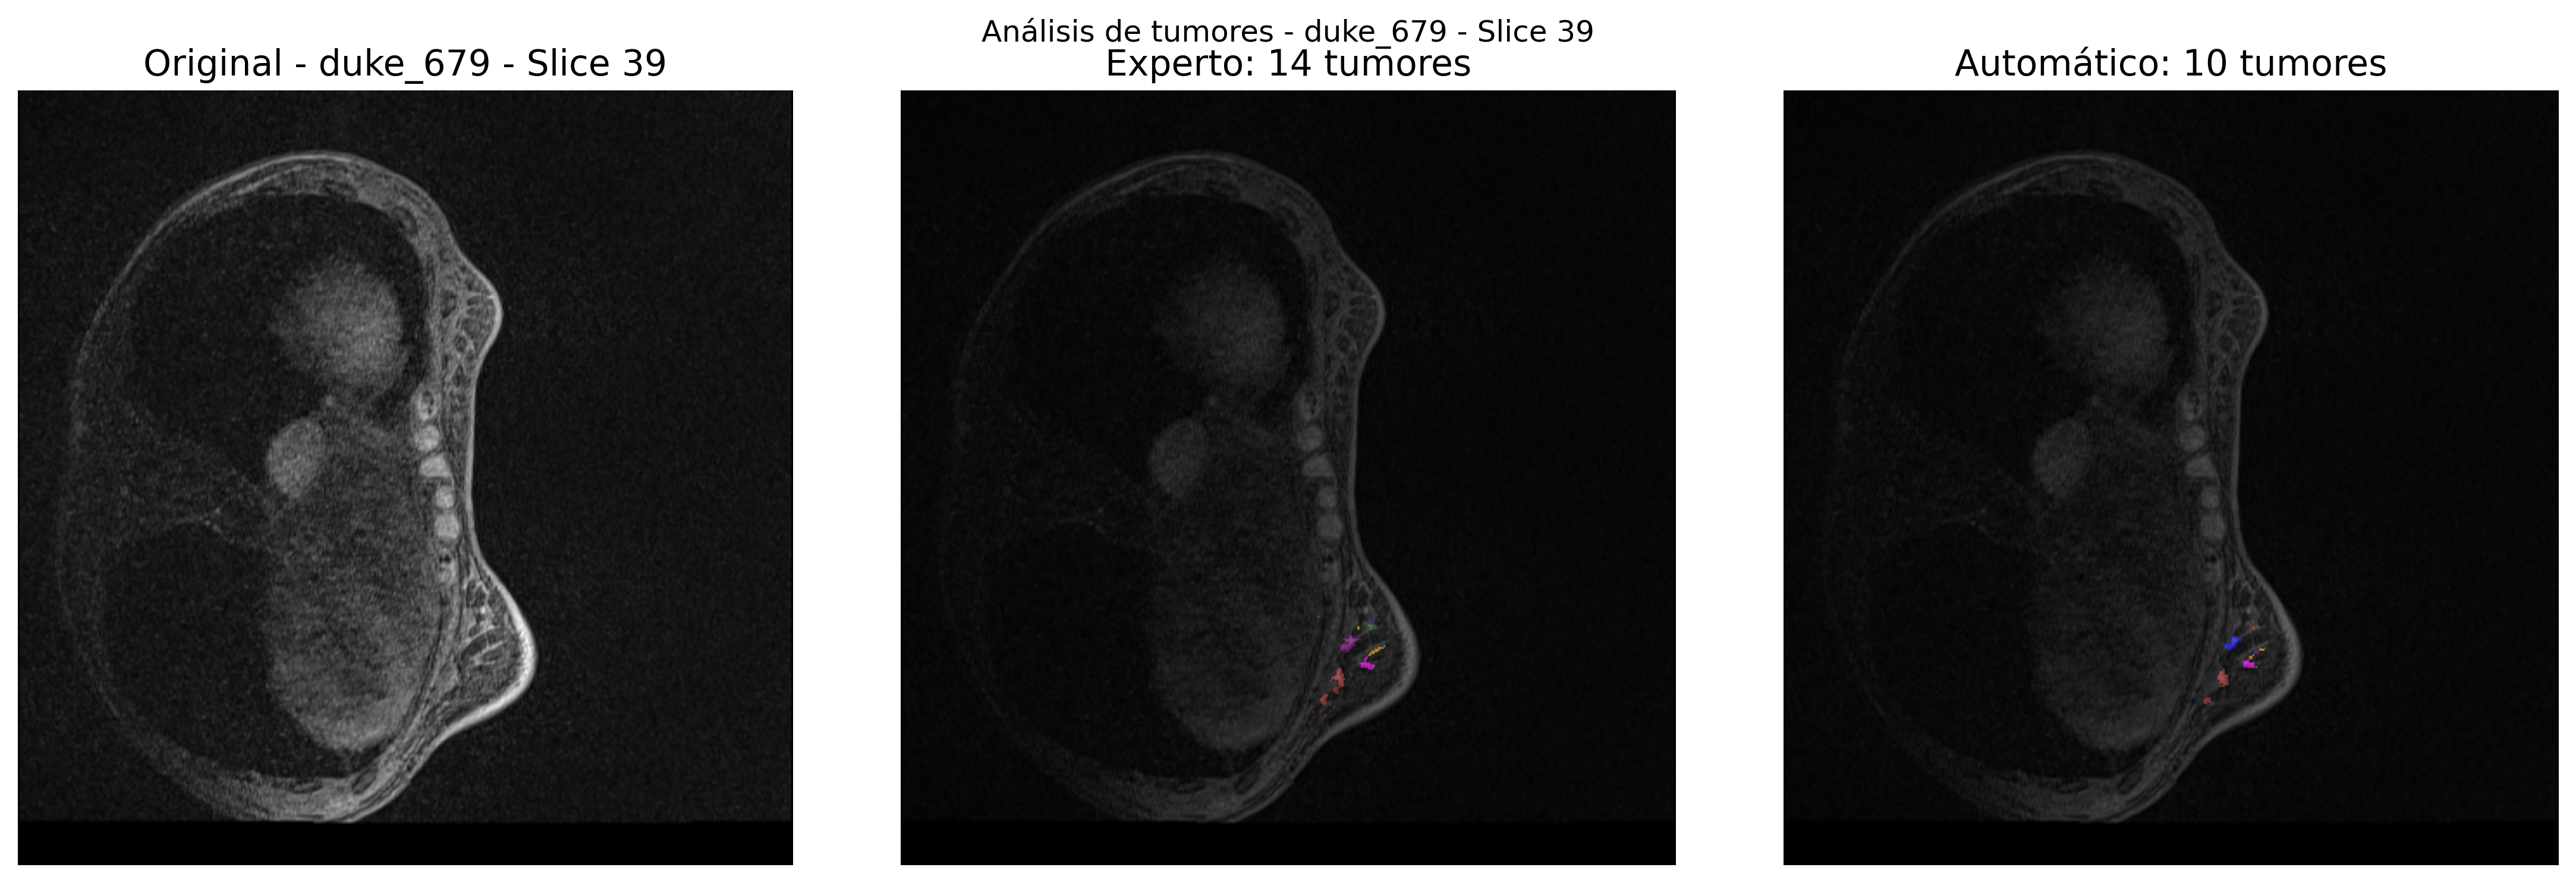 Análisis de tumores - duke_679 - Slice 39
Original - duke_679 - Slice 39
Experto: 14 tumores
Automático: 10 tumores